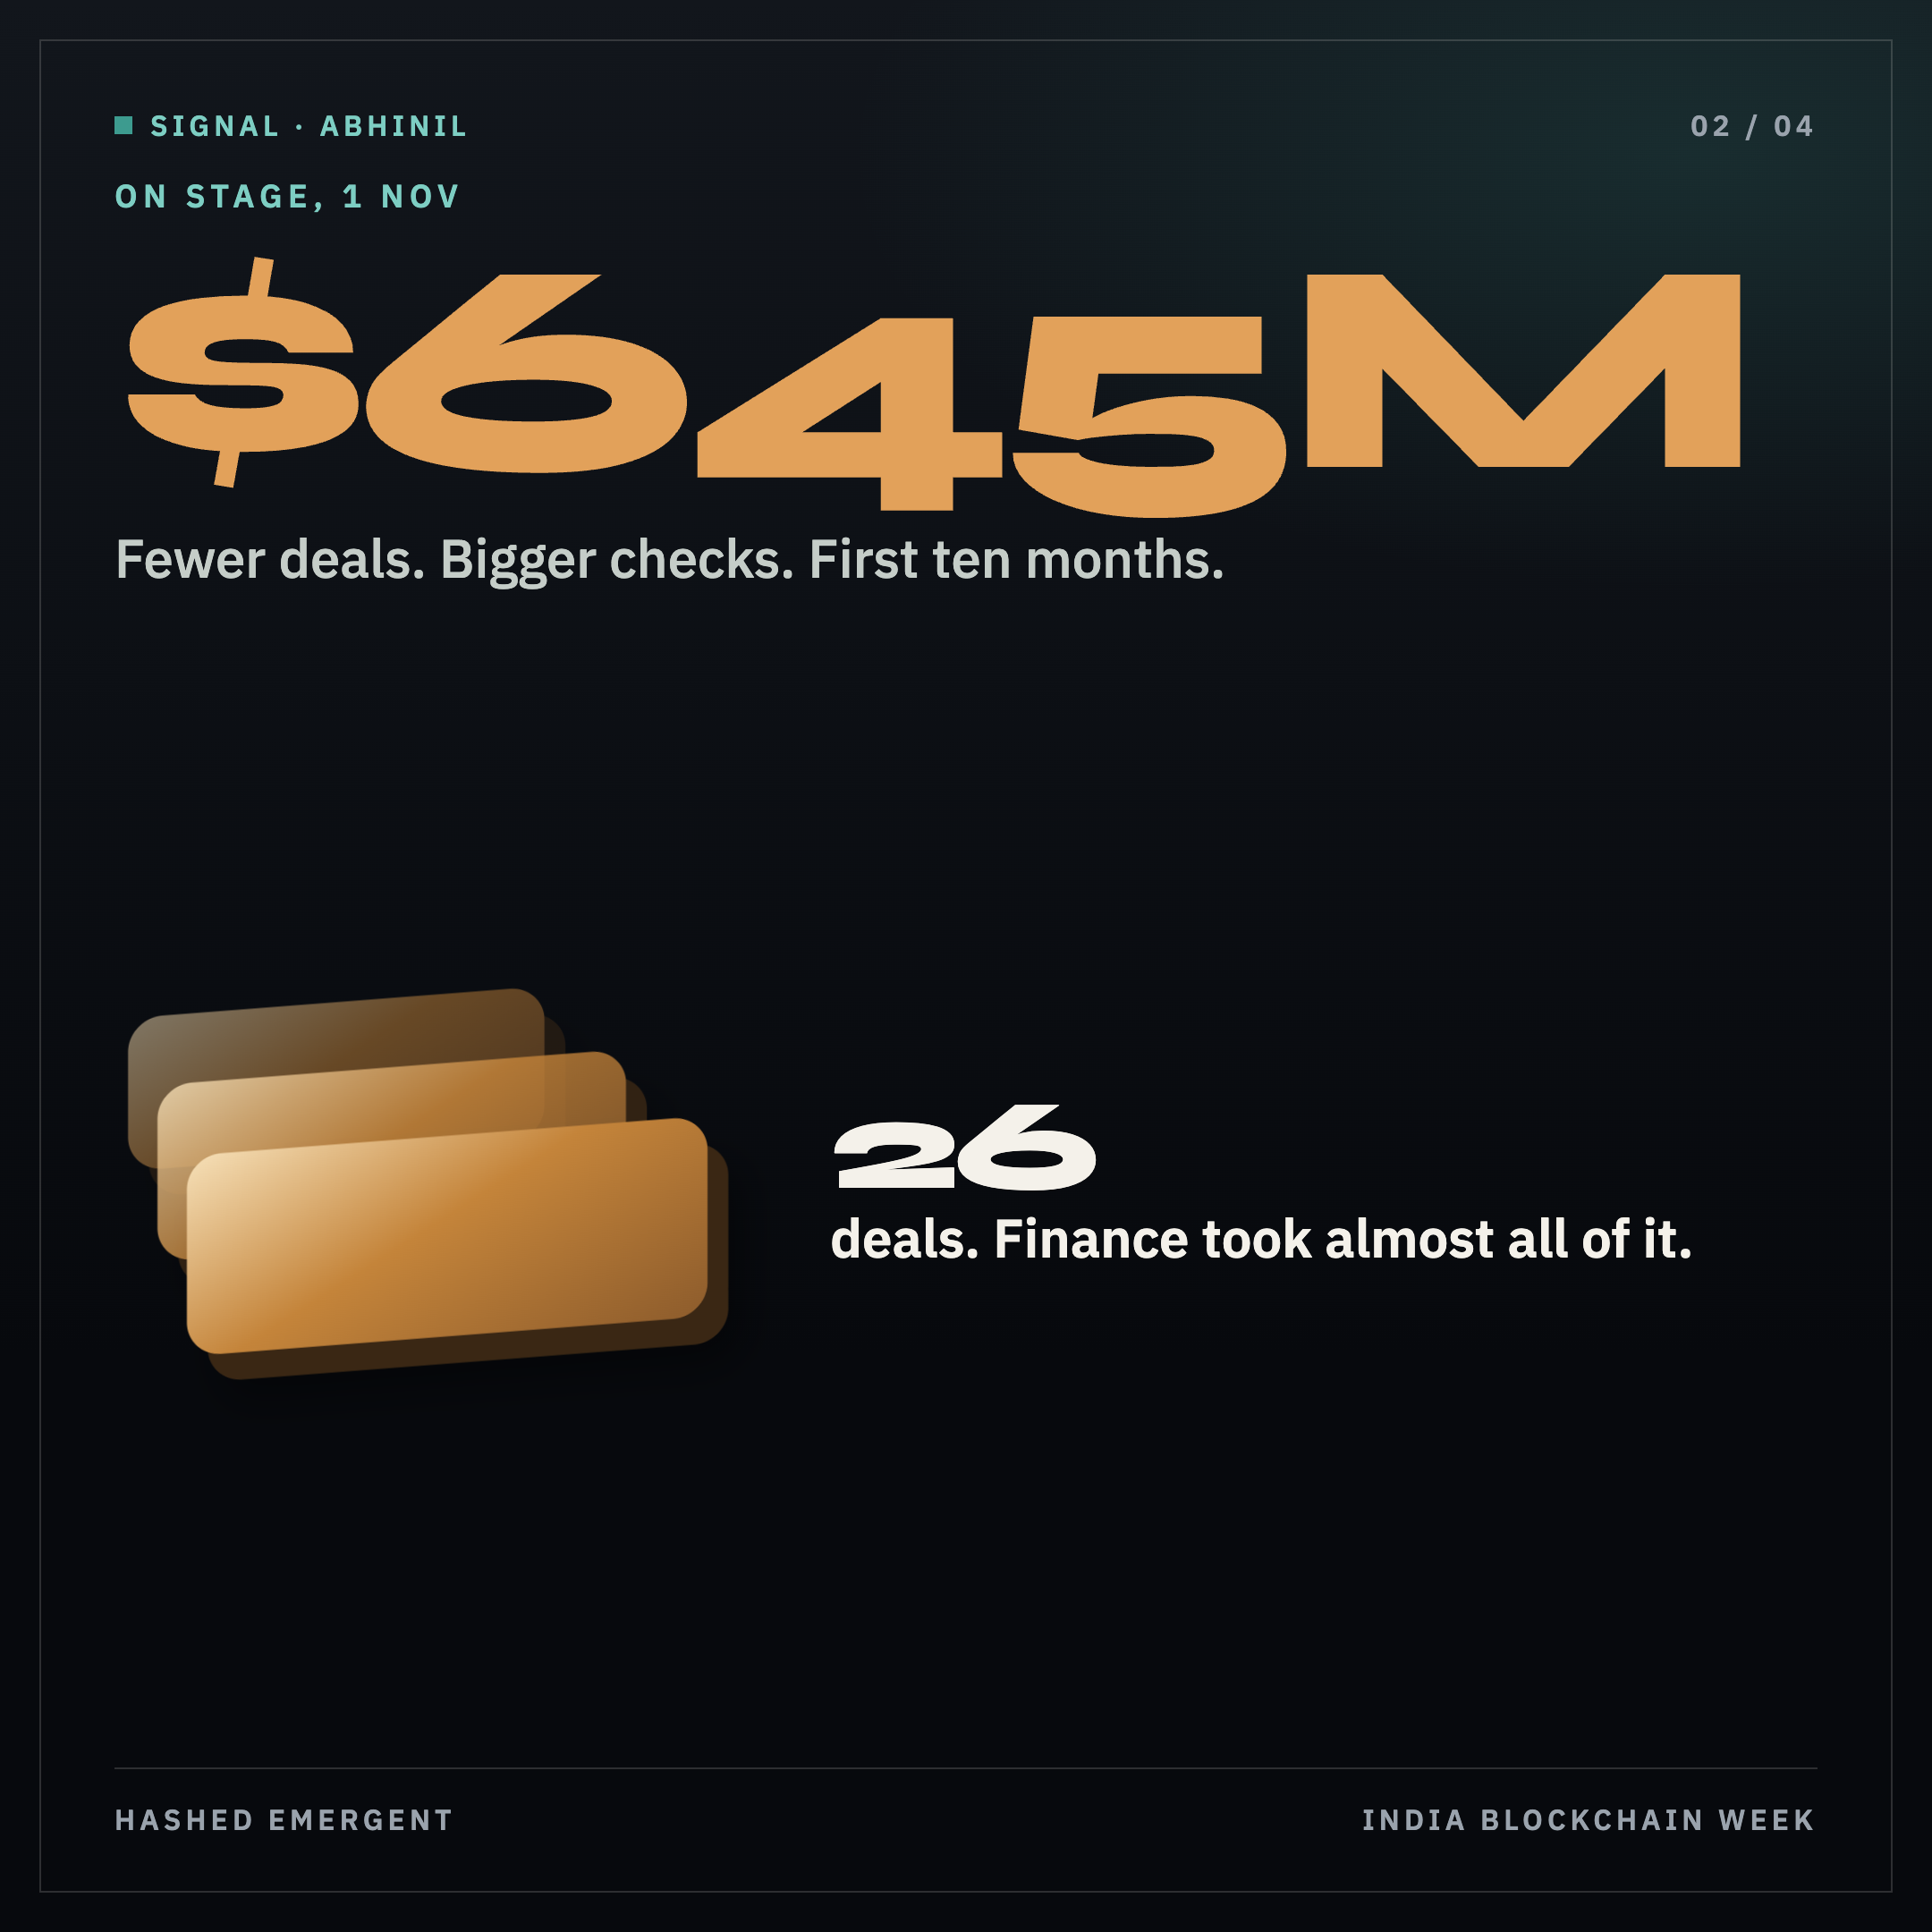 SIGNAL · ABHINIL
02 / 04
ON STAGE, 1 NOV
$645M
Fewer deals. Bigger checks. First ten months.
26
deals. Finance took almost all of it.
HASHED EMERGENT
INDIA BLOCKCHAIN WEEK